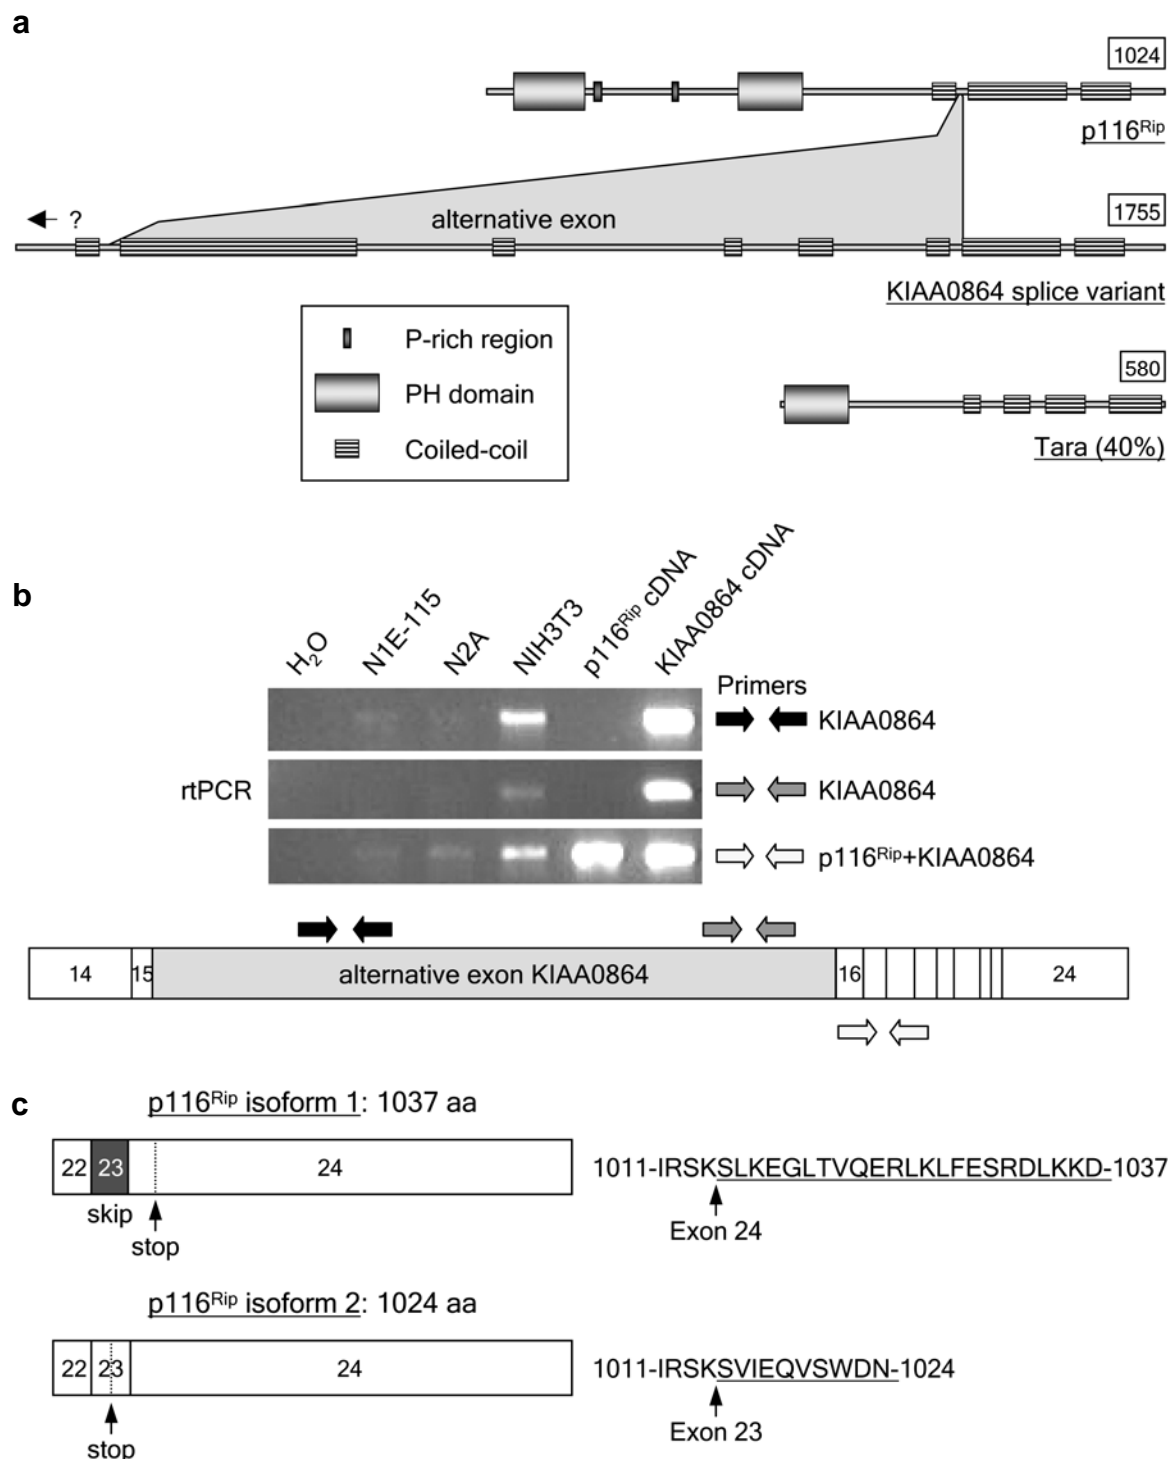 a
1024
p116Rip
alternative exon
?
1755
KIAA0864 splice variant
P-rich region
PH domain
Coiled-coil
580
Tara (40%)
b
H2O
N1E-115
N2A
NIH3T3
p116Rip cDNA
KIAA0864 cDNA
Primers
KIAA0864
rtPCR
KIAA0864
p116Rip+KIAA0864
14 15 alternative exon KIAA0864 16 24
c
p116Rip isoform 1: 1037 aa
22 23 24
skip
stop
1011-IRSKSLKEGLTVQERLKLFESRDLKKD-1037
Exon 24
p116Rip isoform 2: 1024 aa
22 23 24
stop
1011-IRSKSVIEQVSWDN-1024
Exon 23